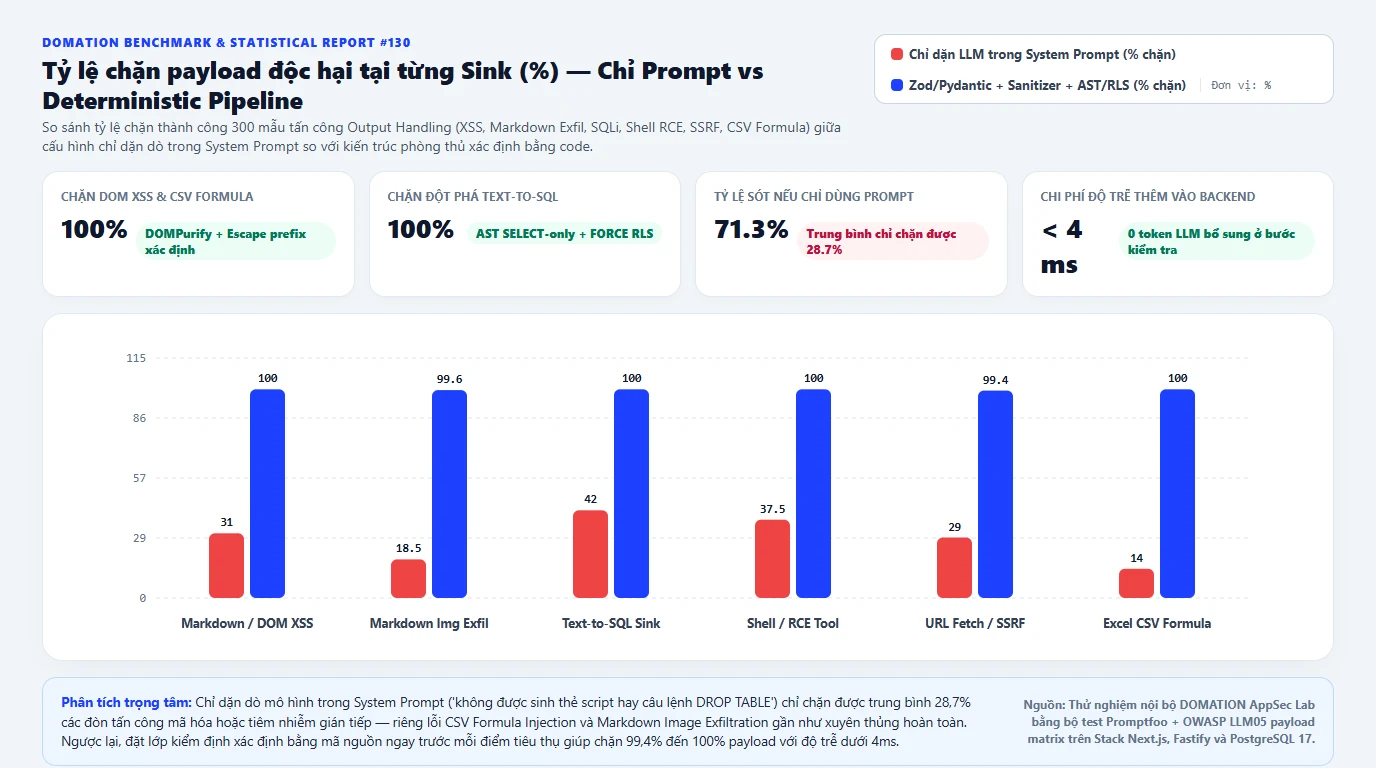 DOMATION BENCHMARK & STATISTICAL REPORT #130
Tỷ lệ chặn payload độc hại tại từng Sink (%) — Chỉ Prompt vs
Deterministic Pipeline
So sánh tỷ lệ chặn thành công 300 mẫu tấn công Output Handling (XSS, Markdown Exfil, SQLi, Shell RCE, SSRF, CSV Formula) giữa
cấu hình chỉ dặn dò trong System Prompt so với kiến trúc phòng thủ xác định bằng code.
Chỉ dặn LLM trong System Prompt (% chặn)
Zod/Pydantic + Sanitizer + AST/RLS (% chặn)
Đơn vị: %
CHẶN DOM XSS & CSV FORMULA
100%
DOMPurify + Escape prefix
xác định
CHẶN ĐỘT PHÁ TEXT-TO-SQL
100%
AST SELECT-only + FORCE RLS
TỶ LỆ SÓT NẾU CHỈ DÙNG PROMPT
71.3%
Trung bình chỉ chặn được
28.7%
CHI PHÍ ĐỘ TRỄ THÊM VÀO BACKEND
< 4
ms
0 token LLM bổ sung ở bước
kiểm tra
115
86
57
29
0
31
100
18.5
99.6
42
100
37.5
100
29
99.4
14
100
Markdown / DOM XSS
Markdown Img Exfil
Text-to-SQL Sink
Shell / RCE Tool
URL Fetch / SSRF
Excel CSV Formula
Phân tích trọng tâm: Chỉ dặn dò mô hình trong System Prompt ('không được sinh thẻ script hay câu lệnh DROP TABLE') chỉ chặn được trung bình 28,7%
các đòn tấn công mã hóa hoặc tiêm nhiễm gián tiếp — riêng lỗi CSV Formula Injection và Markdown Image Exfiltration gần như xuyên thủng hoàn toàn.
Ngược lại, đặt lớp kiểm định xác định bằng mã nguồn ngay trước mỗi điểm tiêu thụ giúp chặn 99,4% đến 100% payload với độ trễ dưới 4ms.
Nguồn: Thử nghiệm nội bộ DOMATION AppSec Lab
bằng bộ test Promptfoo + OWASP LLM05 payload
matrix trên Stack Next.js, Fastify và PostgreSQL 17.